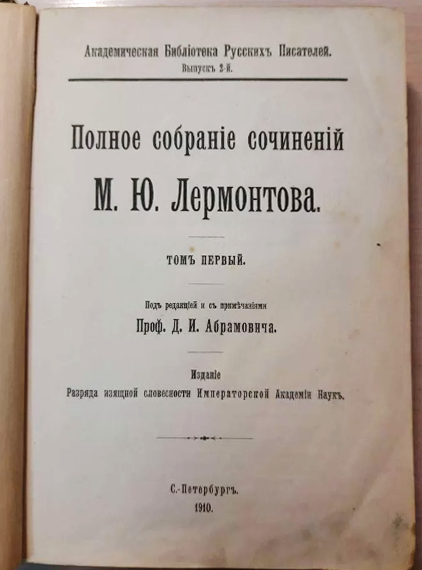 Академическая Библіотека Русскихъ Писателей.
Выпускъ 2-й.
Полное собраніе сочиненій
М. Ю. Лермонтова.
ТОМЪ ПЕРВЫЙ.
Подъ редакціей и съ примѣчаніями
Проф. Д. И. Абрамовича.
Изданіе
Разряда изящной словесности Императорской Академіи Наукъ.
С.-Петербургъ.
1910.